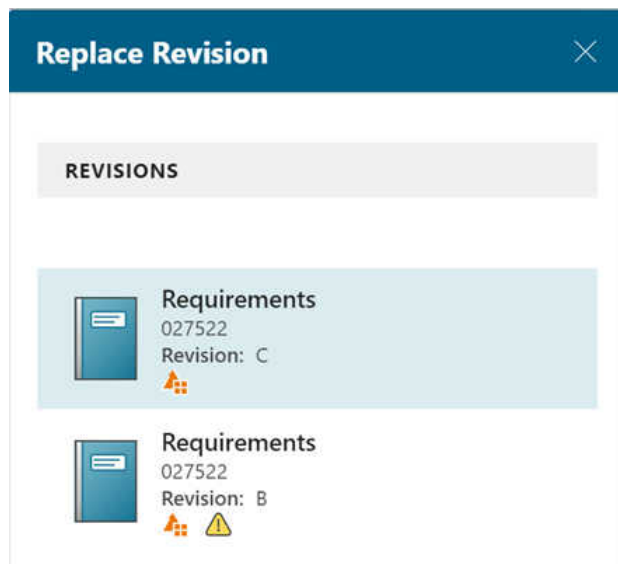 Replace Revision
REVISIONS
Requirements
027522
Revision: C
Requirements
027522
Revision: B